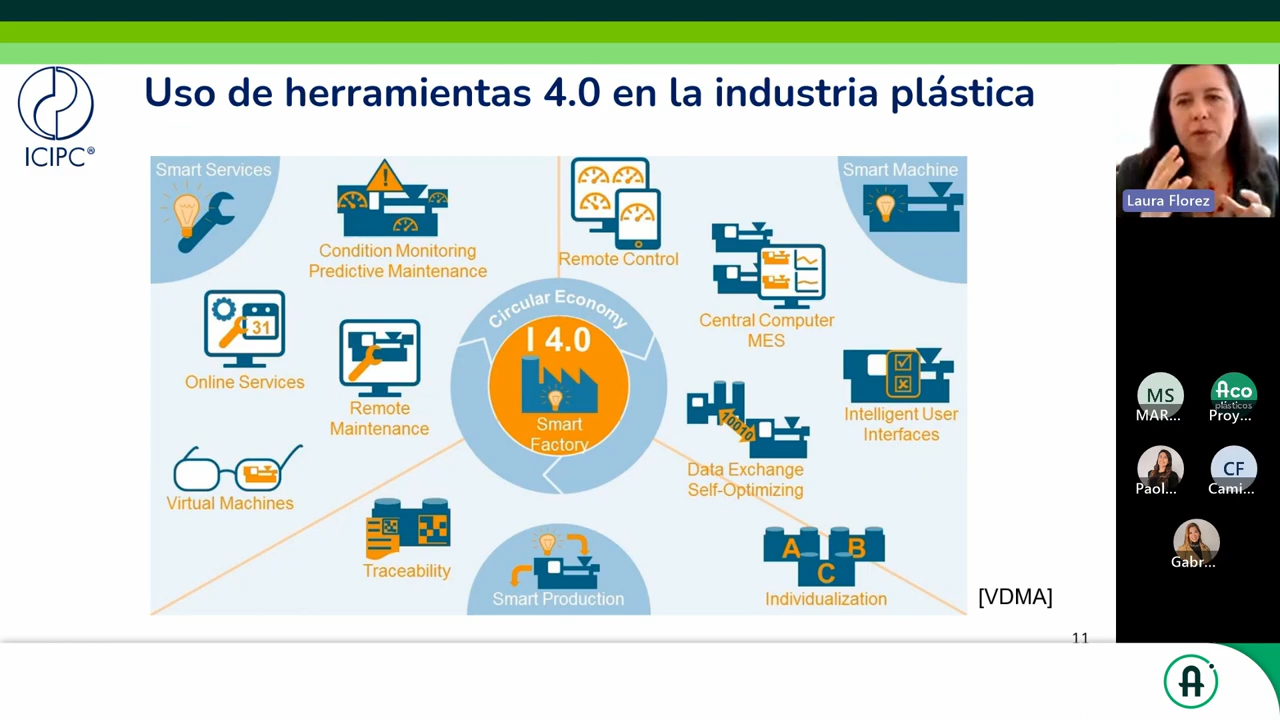 Uso de herramientas 4.0 en la industria plástica
ICIPC®
Smart Services
Condition Monitoring
Predictive Maintenance
Remote Control
Smart Machine
Central Computer
MES
Online Services
31
Remote
Maintenance
Circular Economy
I 4.0
Smart
Factory
Intelligent User
Interfaces
10010
Data Exchange
Self-Optimizing
Virtual Machines
Traceability
Smart Production
A
B
C
Individualization
[VDMA]
11
Laura Florez
MS
MAR...
Aco
plásticos
Proy...
Paol...
CF
Cami...
Gabr...
A